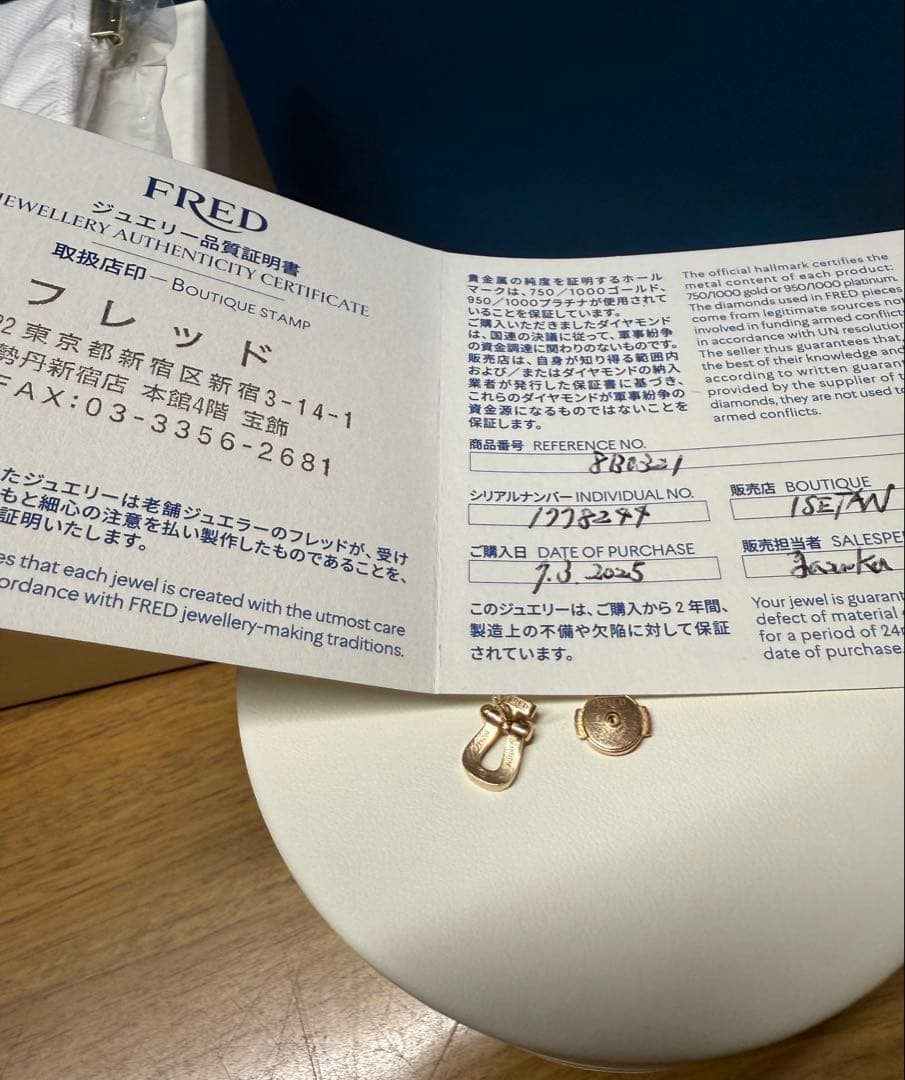 FRED
ジュエリー品質証明書
JEWELLERY AUTHENTICITY CERTIFICATE
取扱店印 — BOUTIQUE STAMP
フレッド
22 東京都新宿区新宿3-14-1
勢丹新宿店 本館4階 宝飾
FAX:03-3356-2681
たジュエリーは老舗ジュエラーのフレッドが、受け
もと細心の注意を払い製作したものであることを、
証明いたします。
es that each jewel is created with the utmost care
ordance with FRED jewellery-making traditions.
貴金属の純度を証明するホール
マークは、750/1000ゴールド、
950/1000プラチナが使用されて
いることを保証しています。
ご購入いただきましたダイヤモンド
は、国連の決議に従って、軍事紛争
の資金調達に関わりのないものです。
販売店は、自身が知り得る範囲内
および/またはダイヤモンドの納入
業者が発行した保証書に基づき、
これらのダイヤモンドが軍事紛争の
資金源になるものではないことを
保証します。
The official hallmark certifies the
metal content of each product:
750/1000 gold or 950/1000 platinum.
The diamonds used in FRED pieces
come from legitimate sources not
involved in funding armed conflict
in accordance with UN resolution
The seller thus guarantees that,
the best of their knowledge and
according to written guaran
provided by the supplier of t
diamonds, they are not used to
armed conflicts.
商品番号 REFERENCE NO.
8B0321
シリアルナンバー INDIVIDUAL NO.
1778244
販売店 BOUTIQUE
ISETAN
ご購入日 DATE OF PURCHASE
7.3.2025
販売担当者 SALESPE
このジュエリーは、ご購入から2年間、
製造上の不備や欠陥に対して保証
されています。
Your jewel is guarant
defect of material
for a period of 24
date of purchase.
FRED
FRED